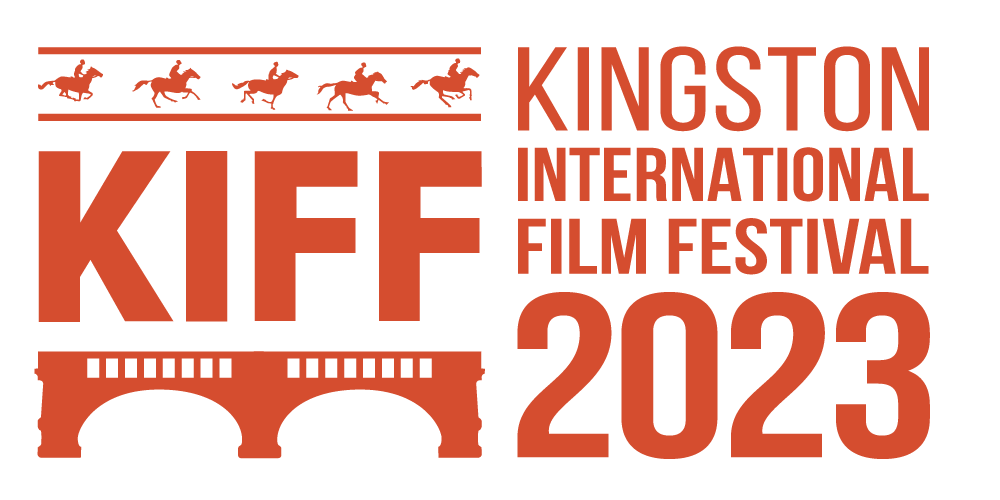 KIFF
KINGSTON
INTERNATIONAL
FILM FESTIVAL
2023